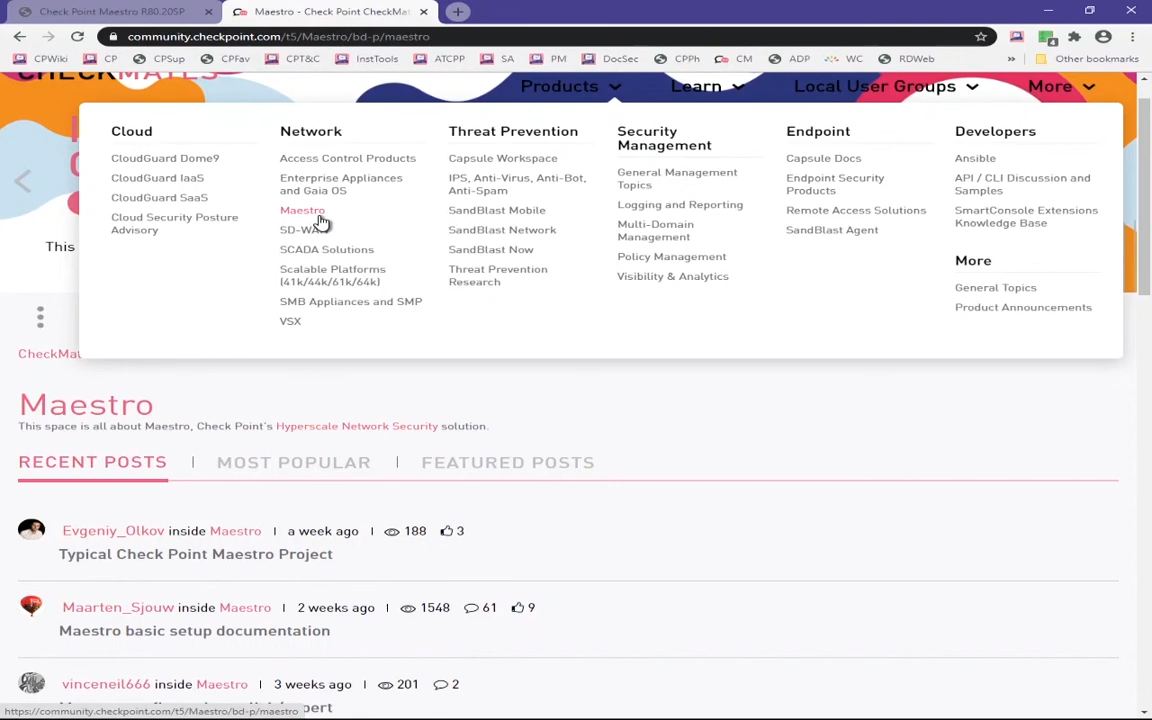 Check Point Maestro R80.20SP
Maestro - Check Point CheckMat
community.checkpoint.com/t5/Maestro/bd-p/maestro
CPWiki CP CPSup CPFav CPT&C InstTools ATCPP SA PM DocSec CPPh CM ADP WC RDWeb » Other bookmarks
CHECKMATES
Products Learn Local User Groups More
Cloud
CloudGuard Dome9
CloudGuard IaaS
CloudGuard SaaS
Cloud Security Posture
Advisory
Network
Access Control Products
Enterprise Appliances
and Gaia OS
Maestro
SD-WAN
SCADA Solutions
Scalable Platforms
(41k/44k/61k/64k)
SMB Appliances and SMP
VSX
Threat Prevention
Capsule Workspace
IPS, Anti-Virus, Anti-Bot,
Anti-Spam
SandBlast Mobile
SandBlast Network
SandBlast Now
Threat Prevention
Research
Security
Management
General Management
Topics
Logging and Reporting
Multi-Domain
Management
Policy Management
Visibility & Analytics
Endpoint
Capsule Docs
Endpoint Security
Products
Remote Access Solutions
SandBlast Agent
Developers
Ansible
API / CLI Discussion and
Samples
SmartConsole Extensions
Knowledge Base
More
General Topics
Product Announcements
This
CheckMat
Maestro
This space is all about Maestro, Check Point's Hyperscale Network Security solution.
RECENT POSTS | MOST POPULAR | FEATURED POSTS
Evgeniy_Olkov inside Maestro | a week ago | 188 3
Typical Check Point Maestro Project
Maarten_Sjouw inside Maestro | 2 weeks ago | 1548 61 9
Maestro basic setup documentation
vinceneil666 inside Maestro | 3 weeks ago | 201 2
https://community.checkpoint.com/t5/Maestro/bd-p/maestro